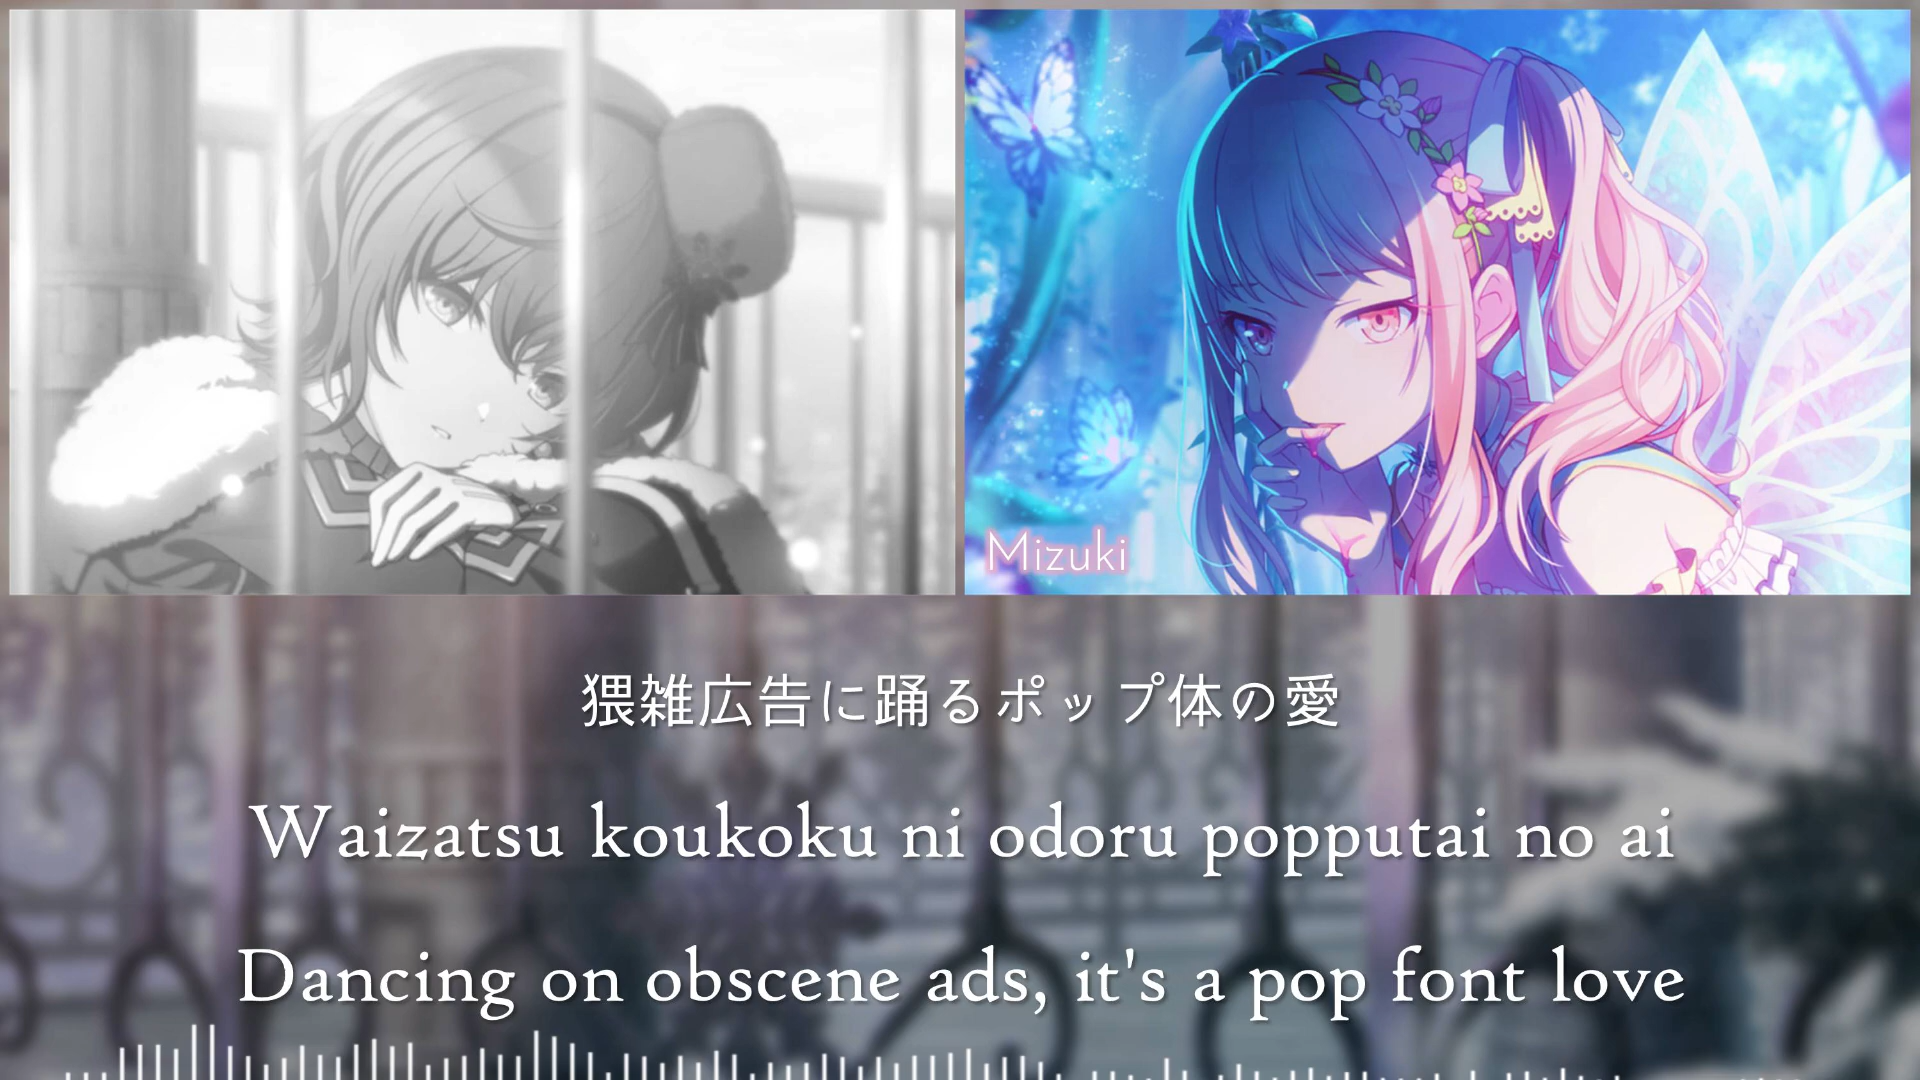 Mizuki
猥雑広告に踊るポップ体の愛
Waizatsu koukoku ni odoru popputai no ai
Dancing on obscene ads, it's a pop font love